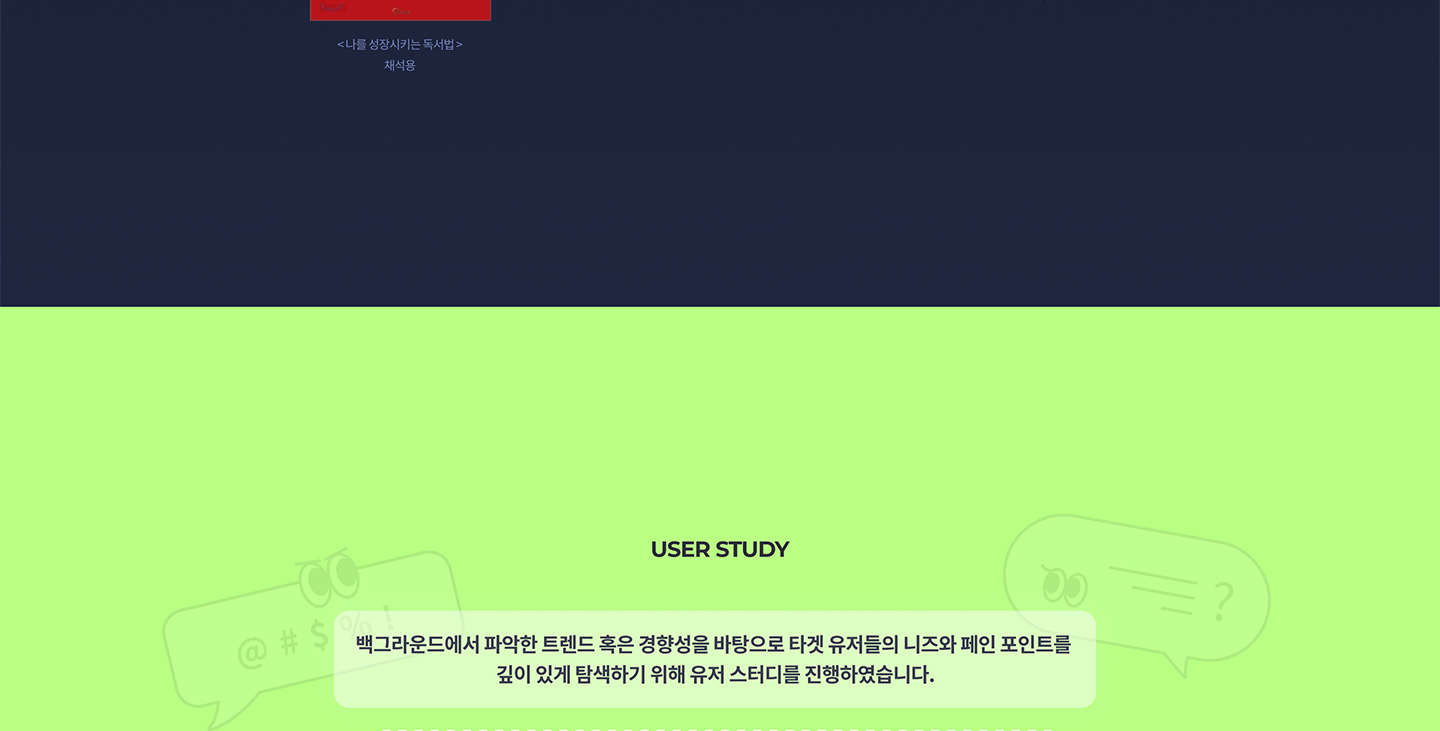 <나를 성장시키는 독서법>
채석용
USER STUDY
@ # $ % !
?
백그라운드에서 파악한 트렌드 혹은 경향성을 바탕으로 타겟 유저들의 니즈와 페인 포인트를
깊이 있게 탐색하기 위해 유저 스터디를 진행하였습니다.